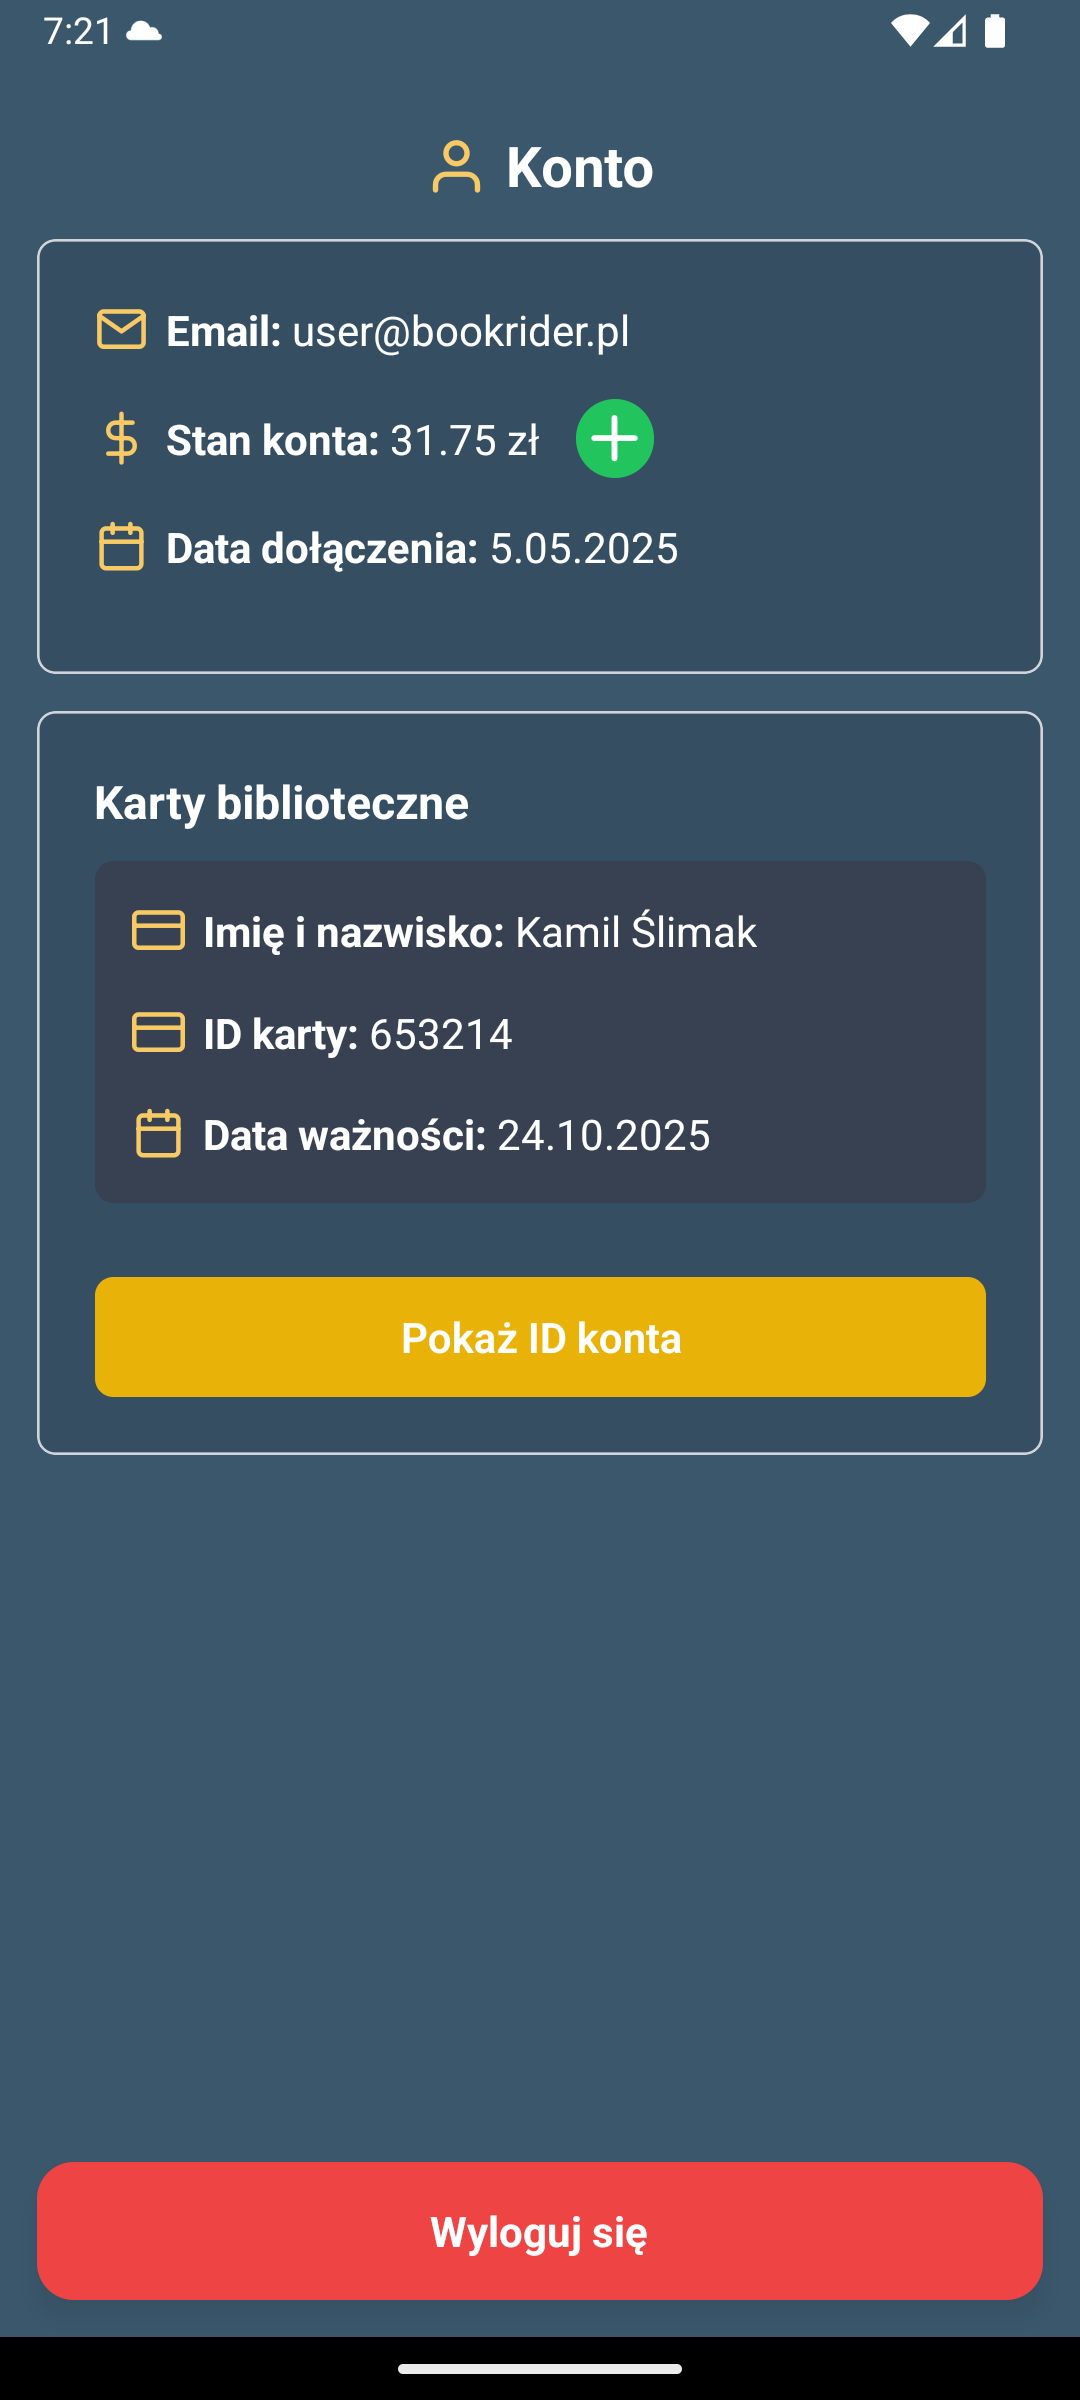 7:21
Konto
Email: user@bookrider.pl
Stan konta: 31.75 zł
Data dołączenia: 5.05.2025
Karty biblioteczne
Imię i nazwisko: Kamil Ślimak
ID karty: 653214
Data ważności: 24.10.2025
Pokaż ID konta
Wyloguj się